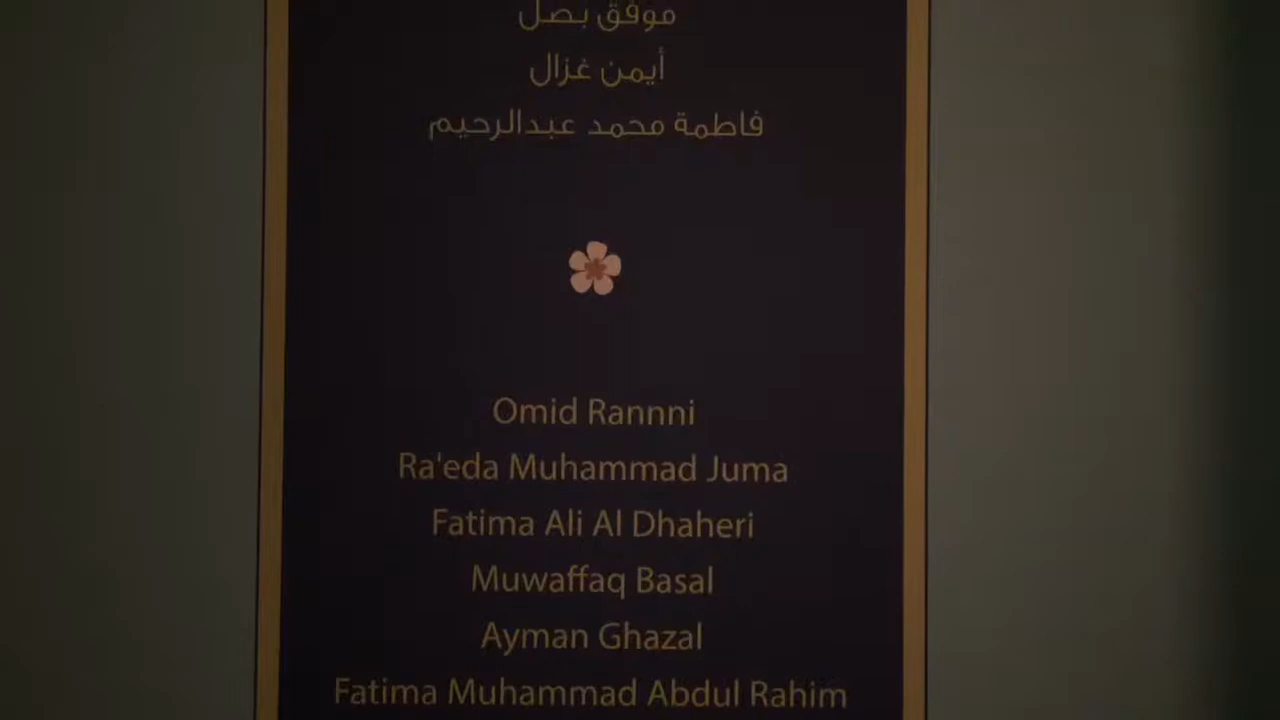 موفق بصل
أيمن غزال
فاطمة محمد عبدالرحيم
Omid Rannni
Ra'eda Muhammad Juma
Fatima Ali Al Dhaheri
Muwaffaq Basal
Ayman Ghazal
Fatima Muhammad Abdul Rahim